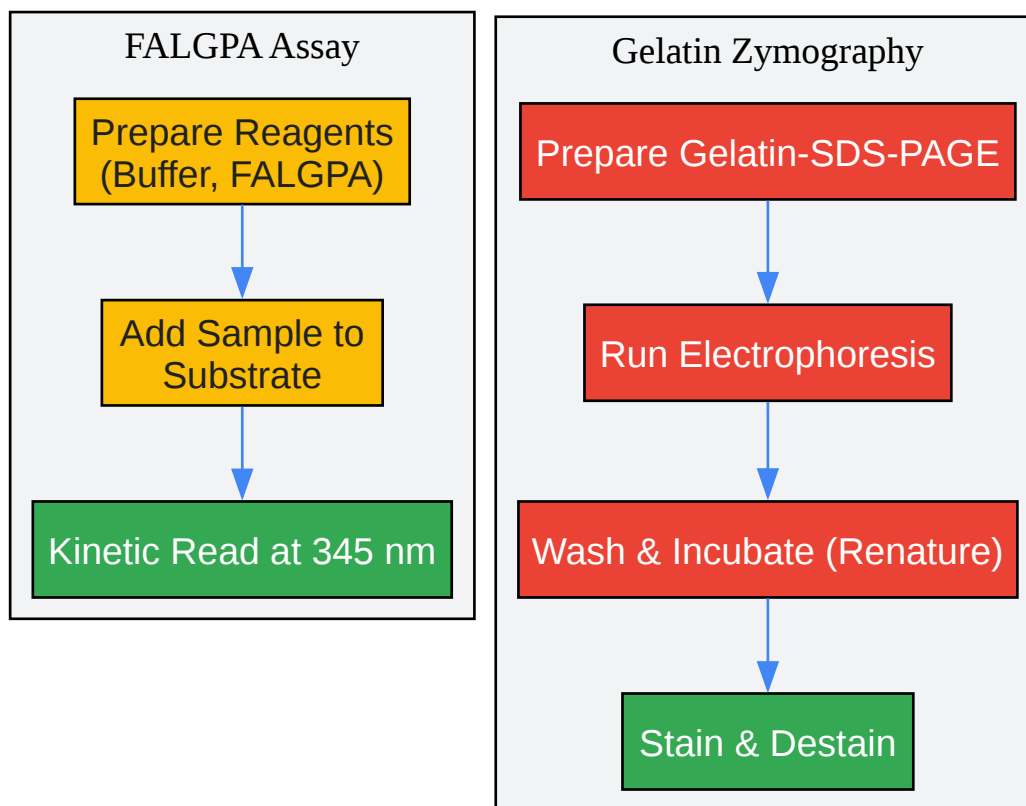 FALGPA Assay
Prepare Reagents
(Buffer, FALGPA)
Add Sample to
Substrate
Kinetic Read at 345 nm
Gelatin Zymography
Prepare Gelatin-SDS-PAGE
Run Electrophoresis
Wash & Incubate (Renature)
Stain & Destain